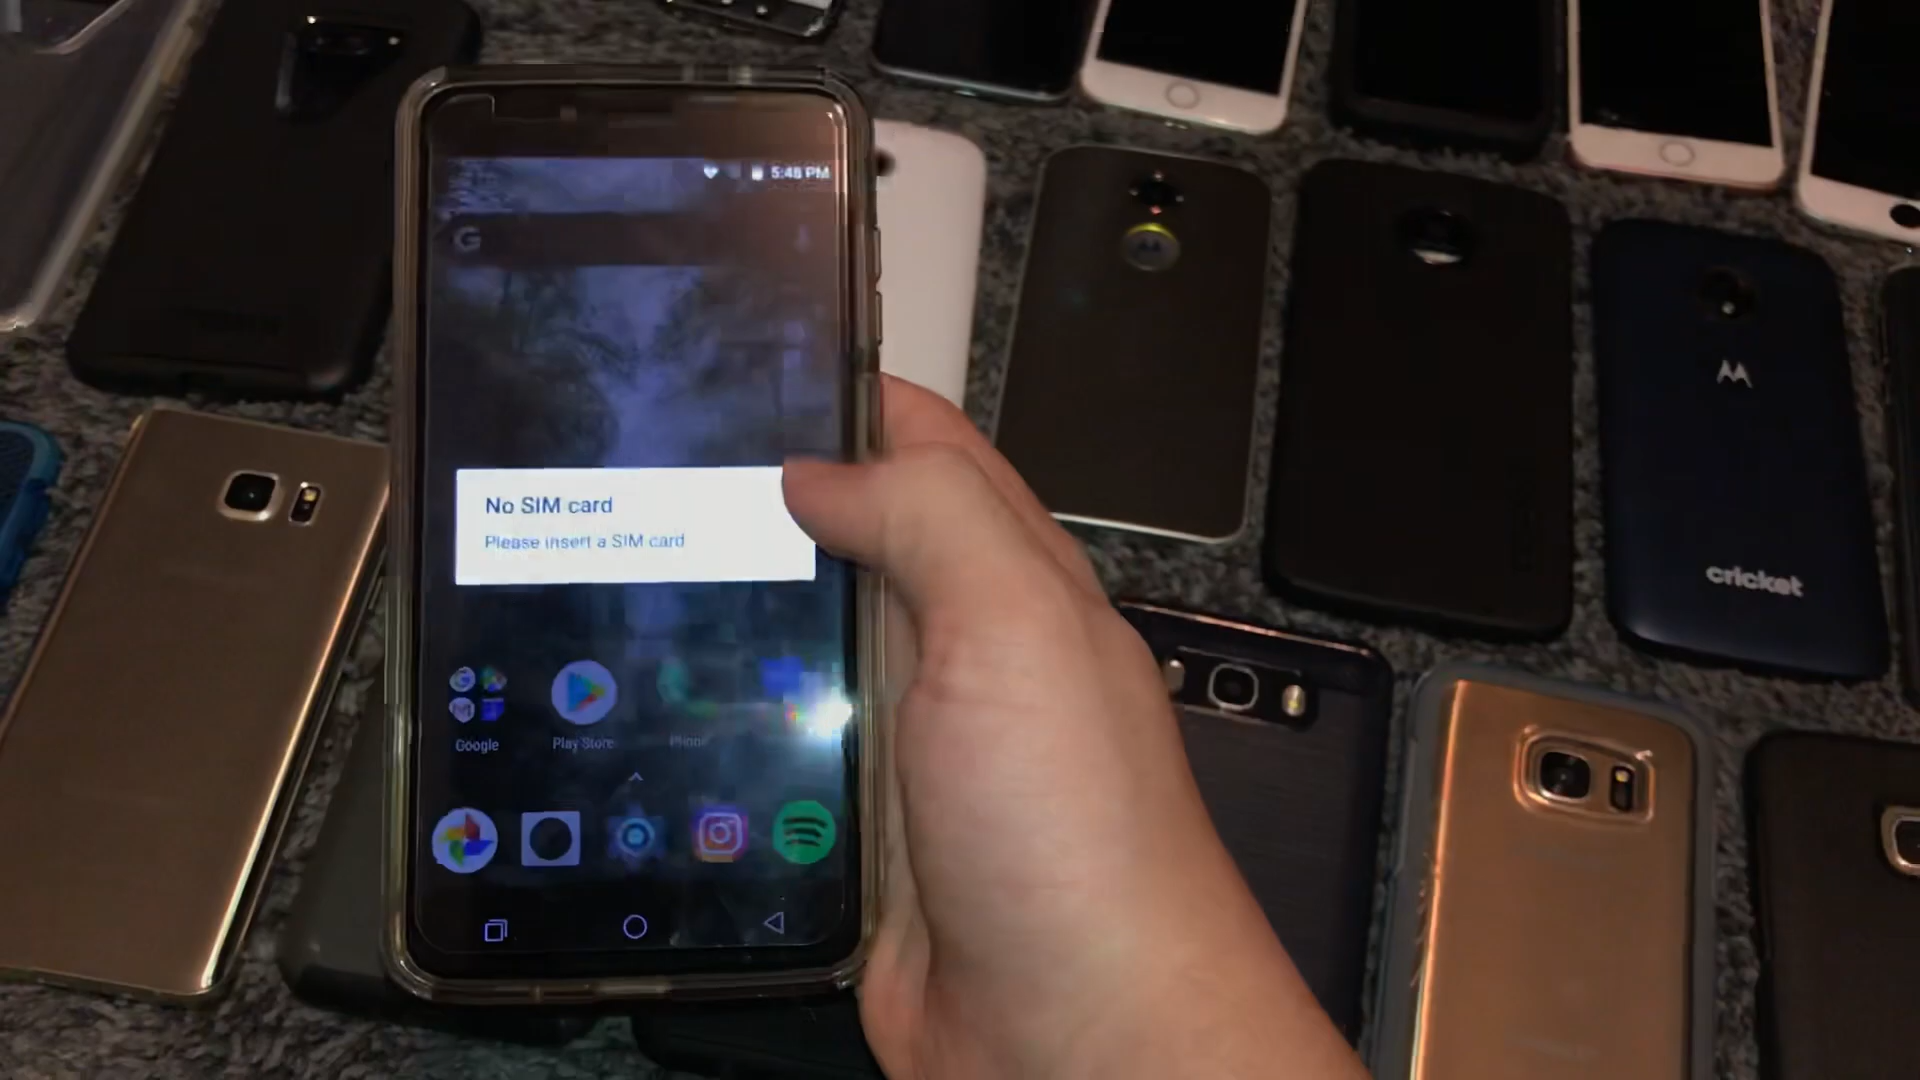 5:48 PM
G
No SIM card
Please insert a SIM card
Google
Play Store
Phone
cricket